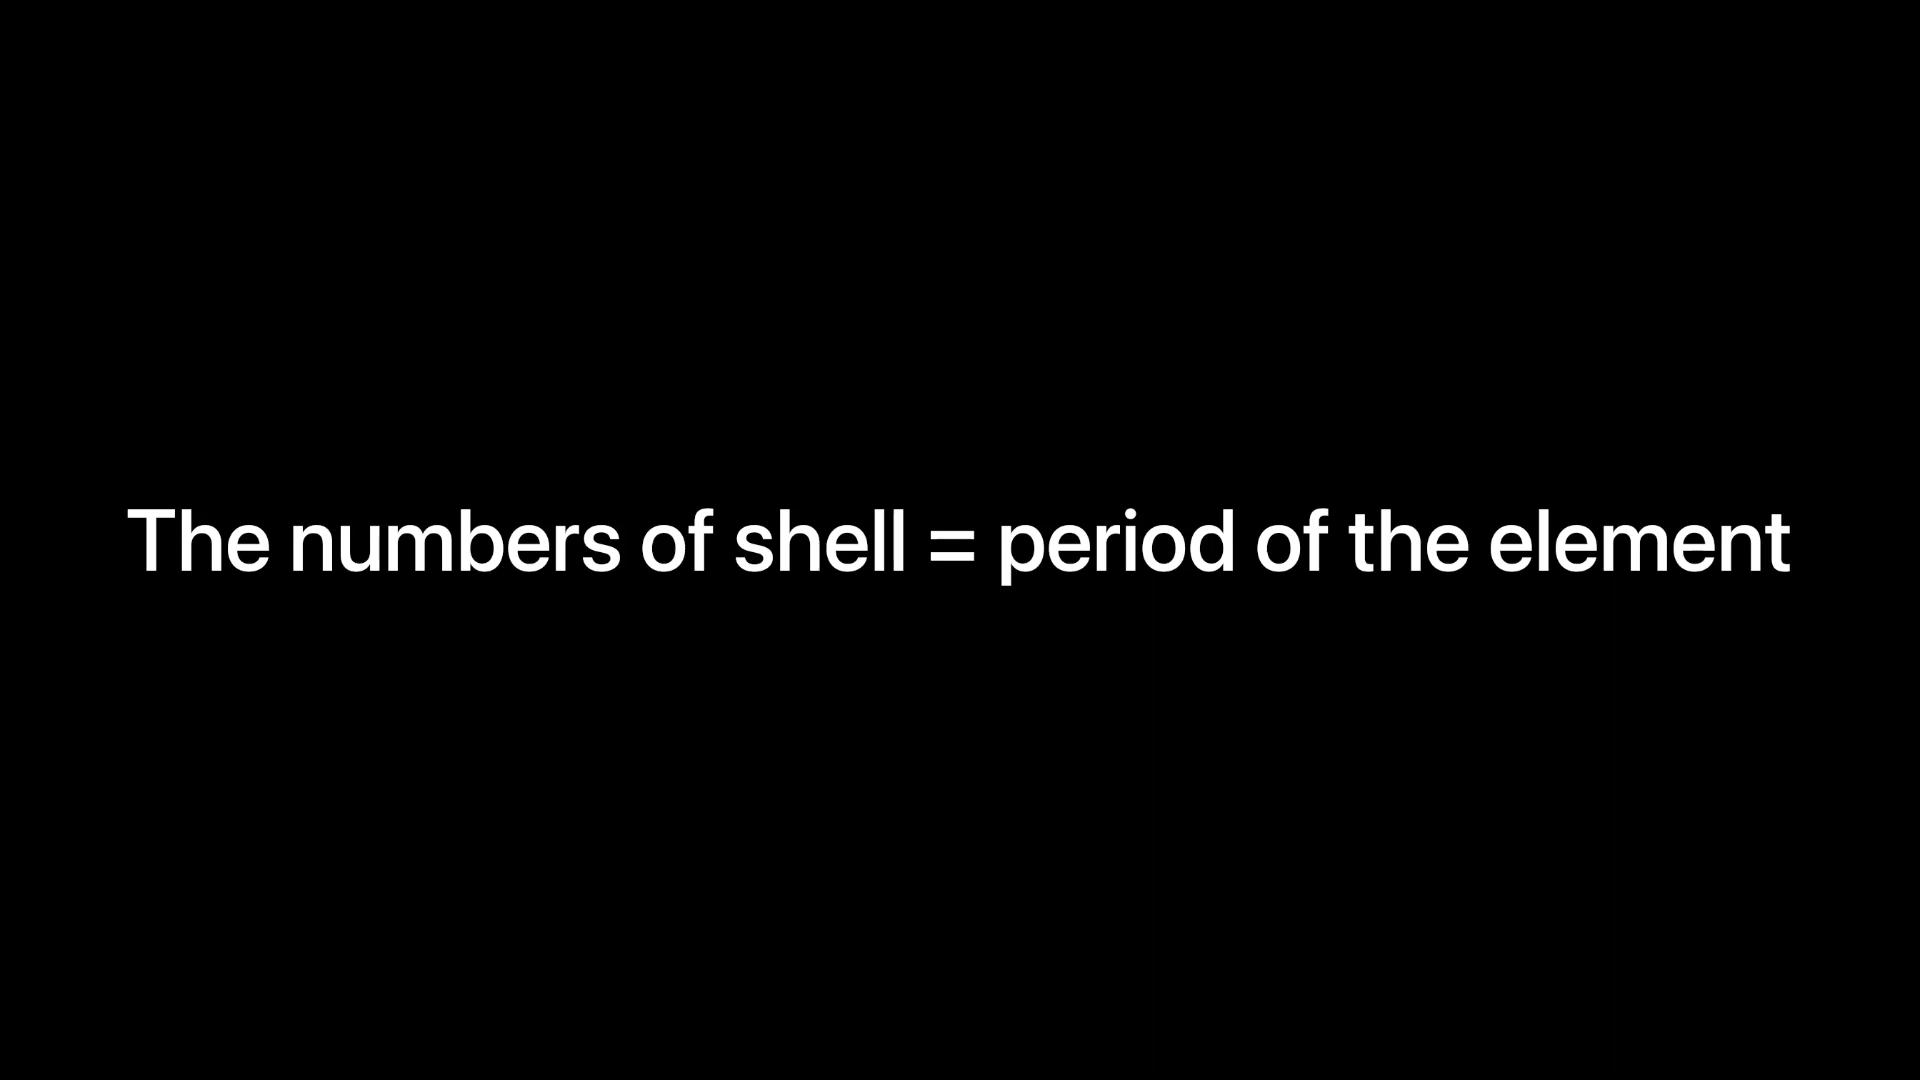 The numbers of shell = period of the element